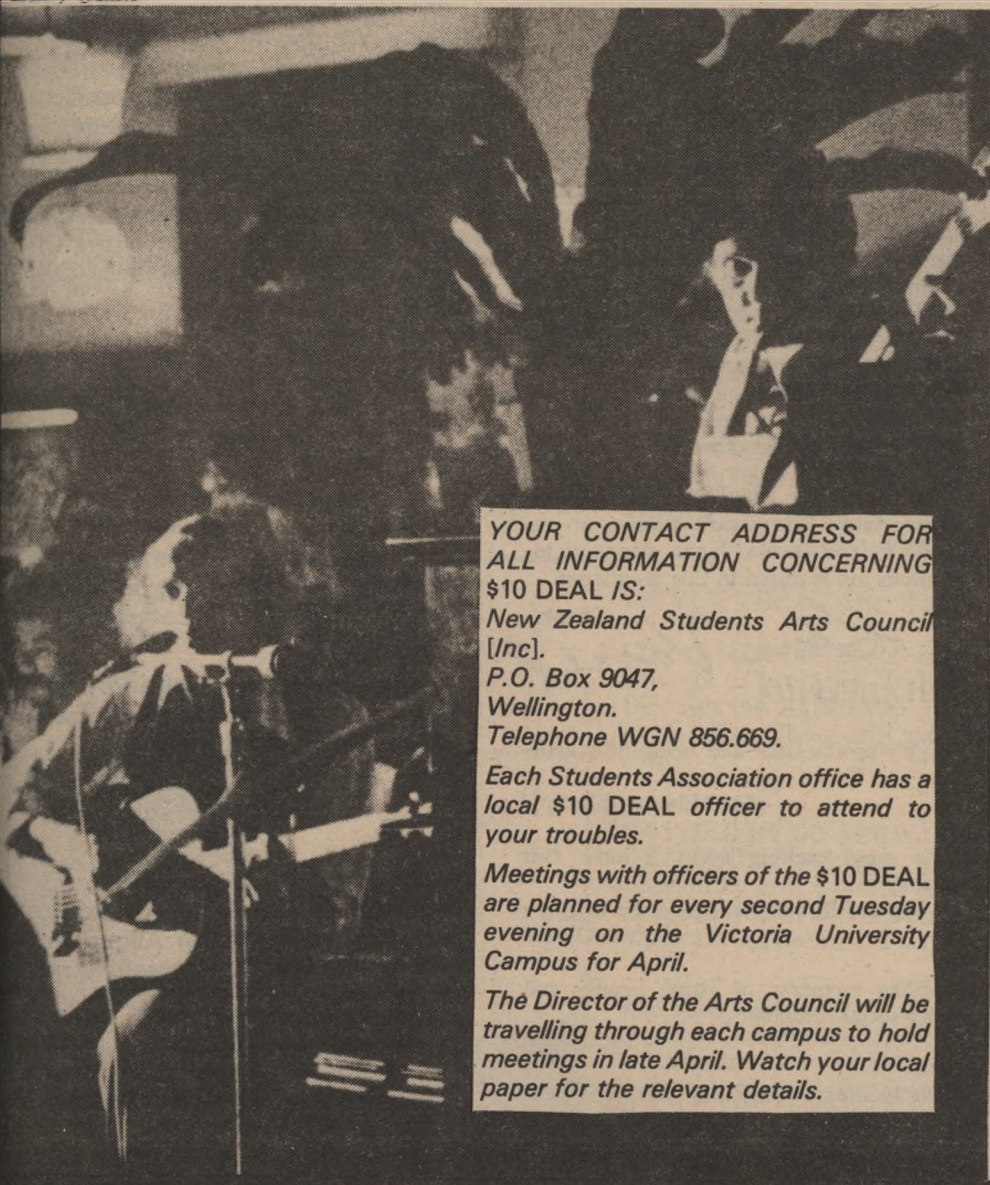 YOUR CONTACT ADDRESS FOR
ALL INFORMATION CONCERNING
$10 DEAL IS:
New Zealand Students Arts Council
[Inc].
P.O. Box 9047,
Wellington.
Telephone WGN 856.669.
Each Students Association office has a
local $10 DEAL officer to attend to
your troubles.
Meetings with officers of the $10 DEAL
are planned for every second Tuesday
evening on the Victoria University
Campus for April.
The Director of the Arts Council will be
travelling through each campus to hold
meetings in late April. Watch your local
paper for the relevant details.